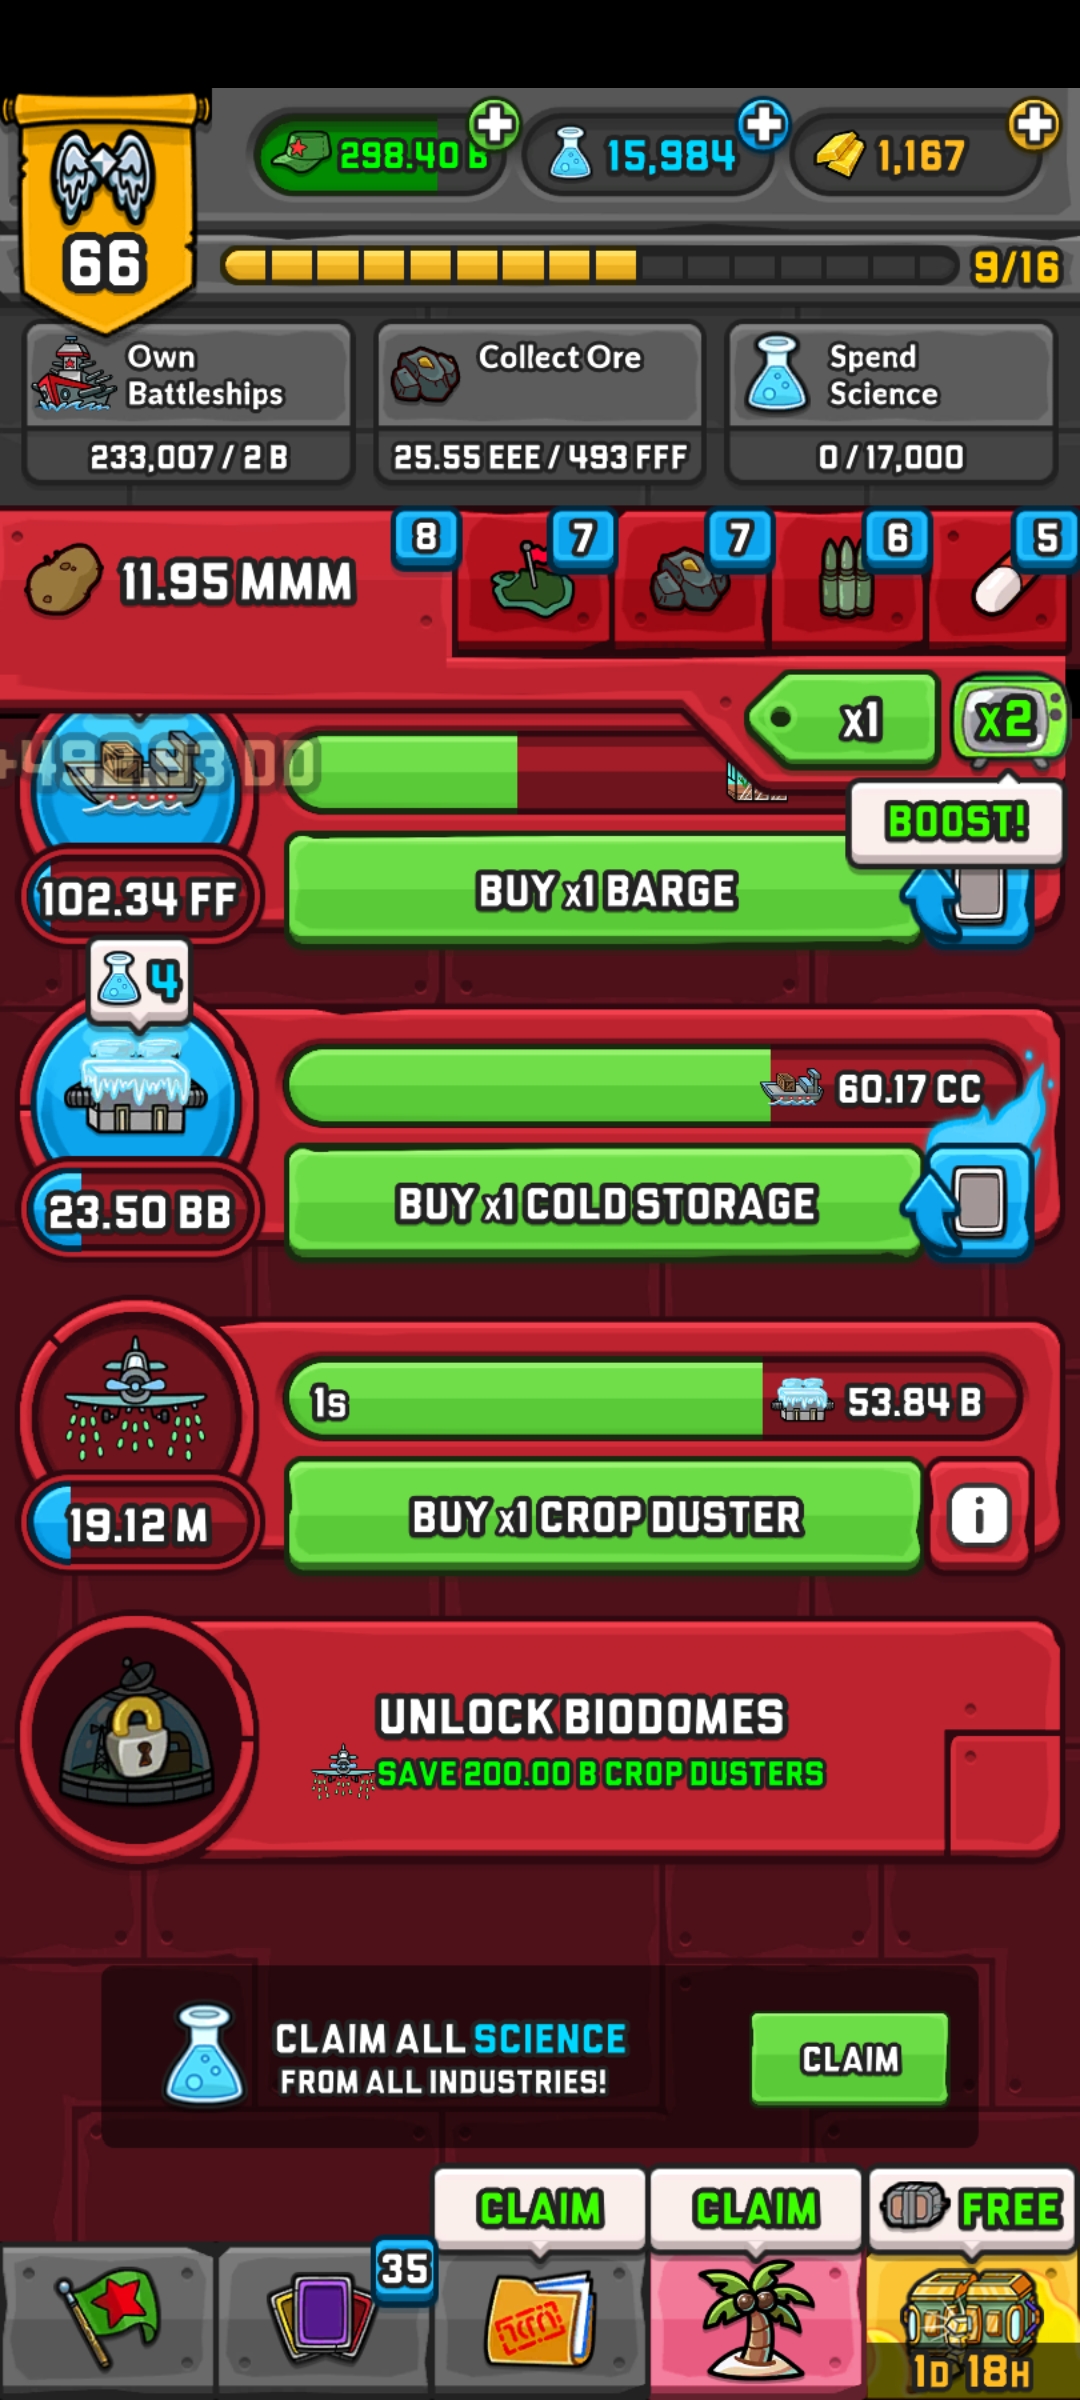 298.40 B
15,984
1,167
66
9/16
Own
Battleships
233,007 / 2 B
Collect Ore
25.55 EEE / 493 FFF
Spend
Science
0 / 17,000
11.95 MMM
8
7
7
6
5
x1
x2
BOOST!
102.34 FF
BUY x1 BARGE
4
60.17 CC
23.50 BB
BUY x1 COLD STORAGE
1s
53.84 B
19.12 M
BUY x1 CROP DUSTER
i
UNLOCK BIODOMES
SAVE 200.00 B CROP DUSTERS
CLAIM ALL SCIENCE
FROM ALL INDUSTRIES!
CLAIM
CLAIM
CLAIM
FREE
35
1D 18H